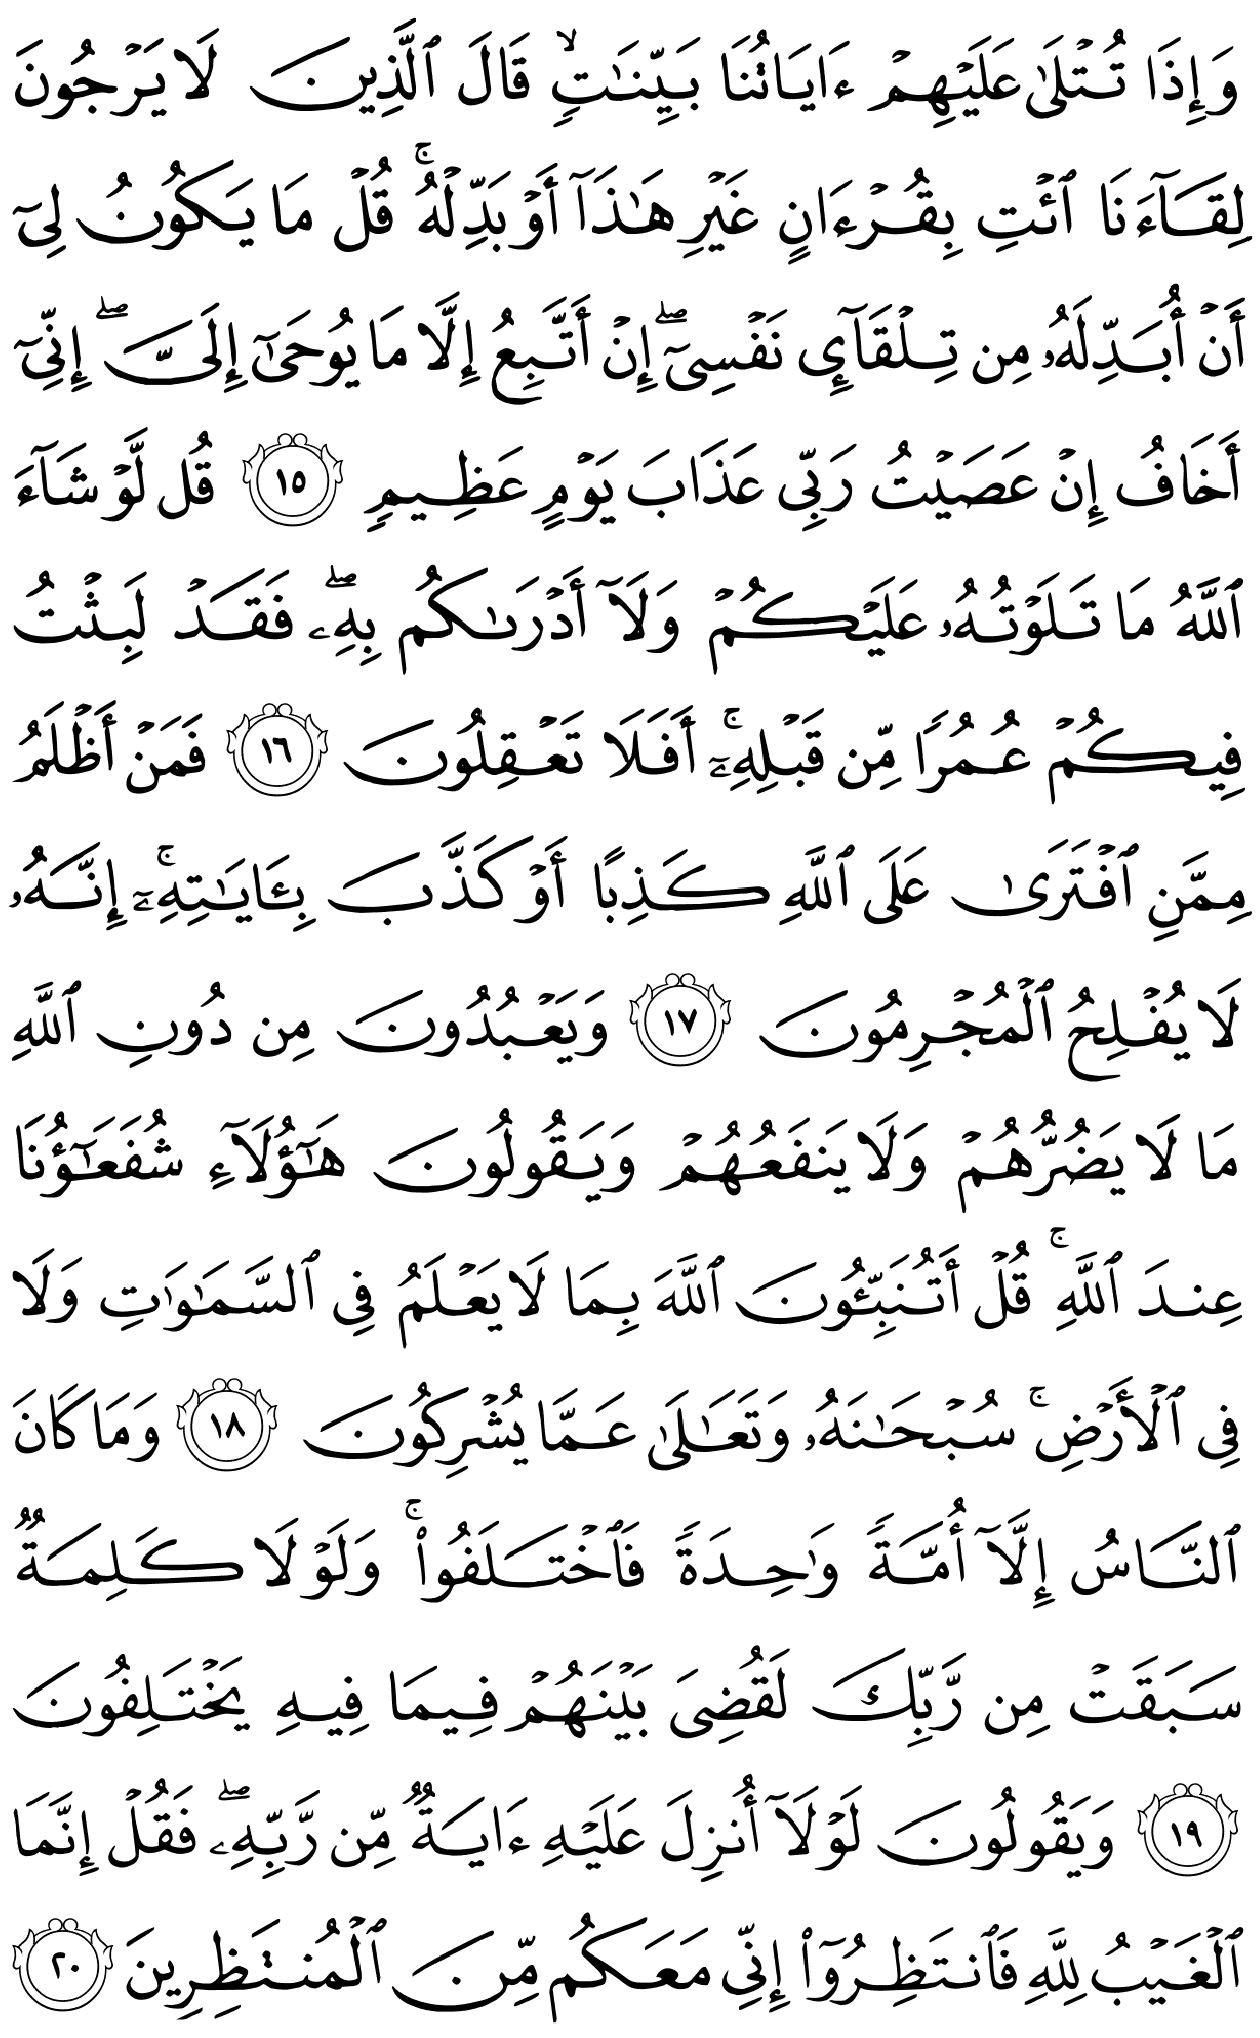 وَإِذَا تُتْلَىٰ عَلَيْهِمْ ءَايَاتُنَا بَيِّنَٰتٍۙ قَالَ ٱلَّذِينَ لَا يَرْجُونَ
لِقَآءَنَا ٱئْتِ بِقُرْءَانٍ غَيْرِ هَٰذَآ أَوْ بَدِّلْهُۚ قُلْ مَا يَكُونُ لِىٓ
أَنْ أُبَدِّلَهُۥ مِن تِلْقَآئِ نَفْسِىٓۖ إِنْ أَتَّبِعُ إِلَّا مَا يُوحَىٰٓ إِلَىَّۖ إِنِّىٓ
أَخَافُ إِنْ عَصَيْتُ رَبِّى عَذَابَ يَوْمٍ عَظِيمٍ ١٥ قُل لَّوْ شَآءَ
ٱللَّهُ مَا تَلَوْتُهُۥ عَلَيْكُمْ وَلَآ أَدْرَىٰكُم بِهِۦۖ فَقَدْ لَبِثْتُ
فِيكُمْ عُمُرًا مِّن قَبْلِهِۦٓۚ أَفَلَا تَعْقِلُونَ ١٦ فَمَنْ أَظْلَمُ
مِمَّنِ ٱفْتَرَىٰ عَلَى ٱللَّهِ كَذِبًا أَوْ كَذَّبَ بِـَٔايَٰتِهِۦٓۚ إِنَّهُۥ
لَا يُفْلِحُ ٱلْمُجْرِمُونَ ١٧ وَيَعْبُدُونَ مِن دُونِ ٱللَّهِ
مَا لَا يَضُرُّهُمْ وَلَا يَنفَعُهُمْ وَيَقُولُونَ هَٰٓؤُلَآءِ شُفَعَٰٓؤُنَا
عِندَ ٱللَّهِۚ قُلْ أَتُنَبِّـُٔونَ ٱللَّهَ بِمَا لَا يَعْلَمُ فِى ٱلسَّمَٰوَٰتِ وَلَا
فِى ٱلْأَرْضِۚ سُبْحَٰنَهُۥ وَتَعَٰلَىٰ عَمَّا يُشْرِكُونَ ١٨ وَمَا كَانَ
ٱلنَّاسُ إِلَّآ أُمَّةً وَٰحِدَةً فَٱخْتَلَفُوا۟ۚ وَلَوْلَا كَلِمَةٌ
سَبَقَتْ مِن رَّبِّكَ لَقُضِىَ بَيْنَهُمْ فِيمَا فِيهِ يَخْتَلِفُونَ
١٩ وَيَقُولُونَ لَوْلَآ أُنزِلَ عَلَيْهِ ءَايَةٌ مِّن رَّبِّهِۦۖ فَقُلْ إِنَّمَا
ٱلْغَيْبُ لِلَّهِ فَٱنتَظِرُوٓا۟ إِنِّى مَعَكُم مِّنَ ٱلْمُنتَظِرِينَ ٢٠